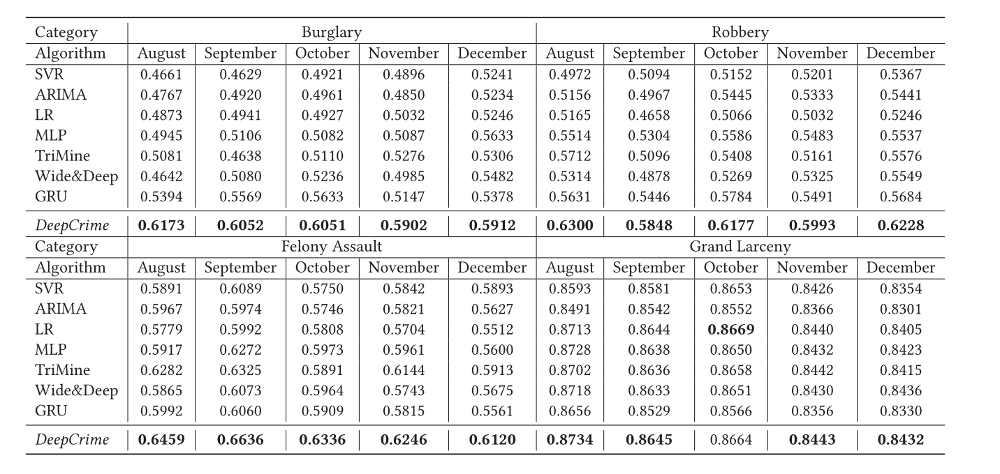 Category Burglary Robbery
Algorithm August September October November December August September October November December
SVR 0.4661 0.4629 0.4921 0.4896 0.5241 0.4972 0.5094 0.5152 0.5201 0.5367
ARIMA 0.4767 0.4920 0.4961 0.4850 0.5234 0.5156 0.4967 0.5445 0.5333 0.5441
LR 0.4873 0.4941 0.4927 0.5032 0.5246 0.5165 0.4658 0.5066 0.5032 0.5246
MLP 0.4945 0.5106 0.5082 0.5087 0.5633 0.5514 0.5304 0.5586 0.5483 0.5537
TriMine 0.5081 0.4638 0.5110 0.5276 0.5306 0.5712 0.5096 0.5408 0.5161 0.5576
Wide&Deep 0.4642 0.5080 0.5236 0.4985 0.5482 0.5314 0.4878 0.5269 0.5325 0.5549
GRU 0.5394 0.5569 0.5633 0.5147 0.5378 0.5631 0.5446 0.5784 0.5491 0.5684
DeepCrime 0.6173 0.6052 0.6051 0.5902 0.5912 0.6300 0.5848 0.6177 0.5993 0.6228
Category Felony Assault Grand Larceny
Algorithm August September October November December August September October November December
SVR 0.5891 0.6089 0.5750 0.5842 0.5893 0.8593 0.8581 0.8653 0.8426 0.8354
ARIMA 0.5967 0.5974 0.5746 0.5821 0.5627 0.8491 0.8542 0.8552 0.8366 0.8301
LR 0.5779 0.5992 0.5808 0.5704 0.5512 0.8713 0.8644 0.8669 0.8440 0.8405
MLP 0.5917 0.6272 0.5973 0.5961 0.5600 0.8728 0.8638 0.8650 0.8432 0.8423
TriMine 0.6282 0.6325 0.5891 0.6144 0.5913 0.8702 0.8636 0.8658 0.8442 0.8415
Wide&Deep 0.5865 0.6073 0.5964 0.5743 0.5675 0.8718 0.8633 0.8651 0.8430 0.8436
GRU 0.5992 0.6060 0.5909 0.5815 0.5561 0.8656 0.8529 0.8566 0.8356 0.8330
DeepCrime 0.6459 0.6636 0.6336 0.6246 0.6120 0.8734 0.8645 0.8664 0.8443 0.8432